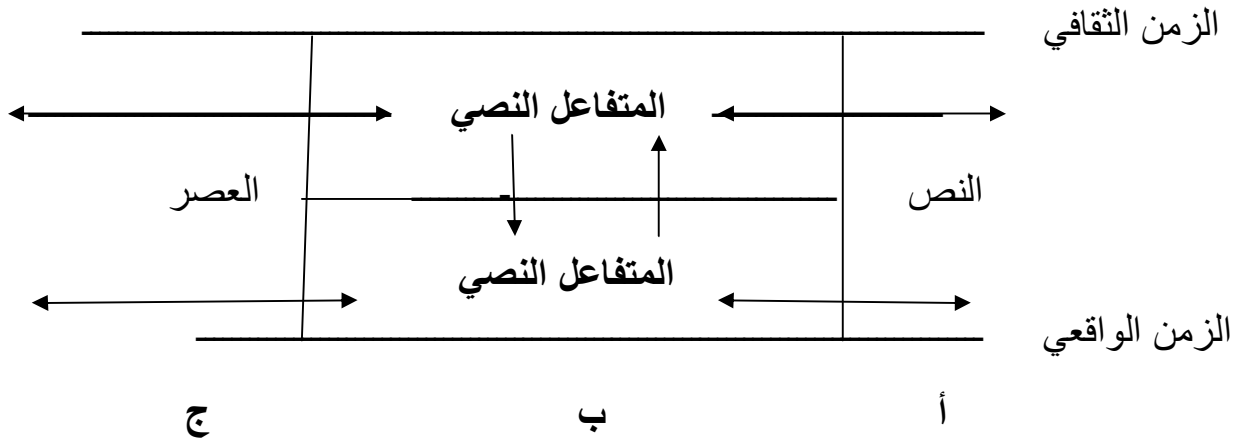 الزمن الثقافي
المتفاعل النصي
النص
العصر
المتفاعل النصي
الزمن الواقعي
أ
ب
ج